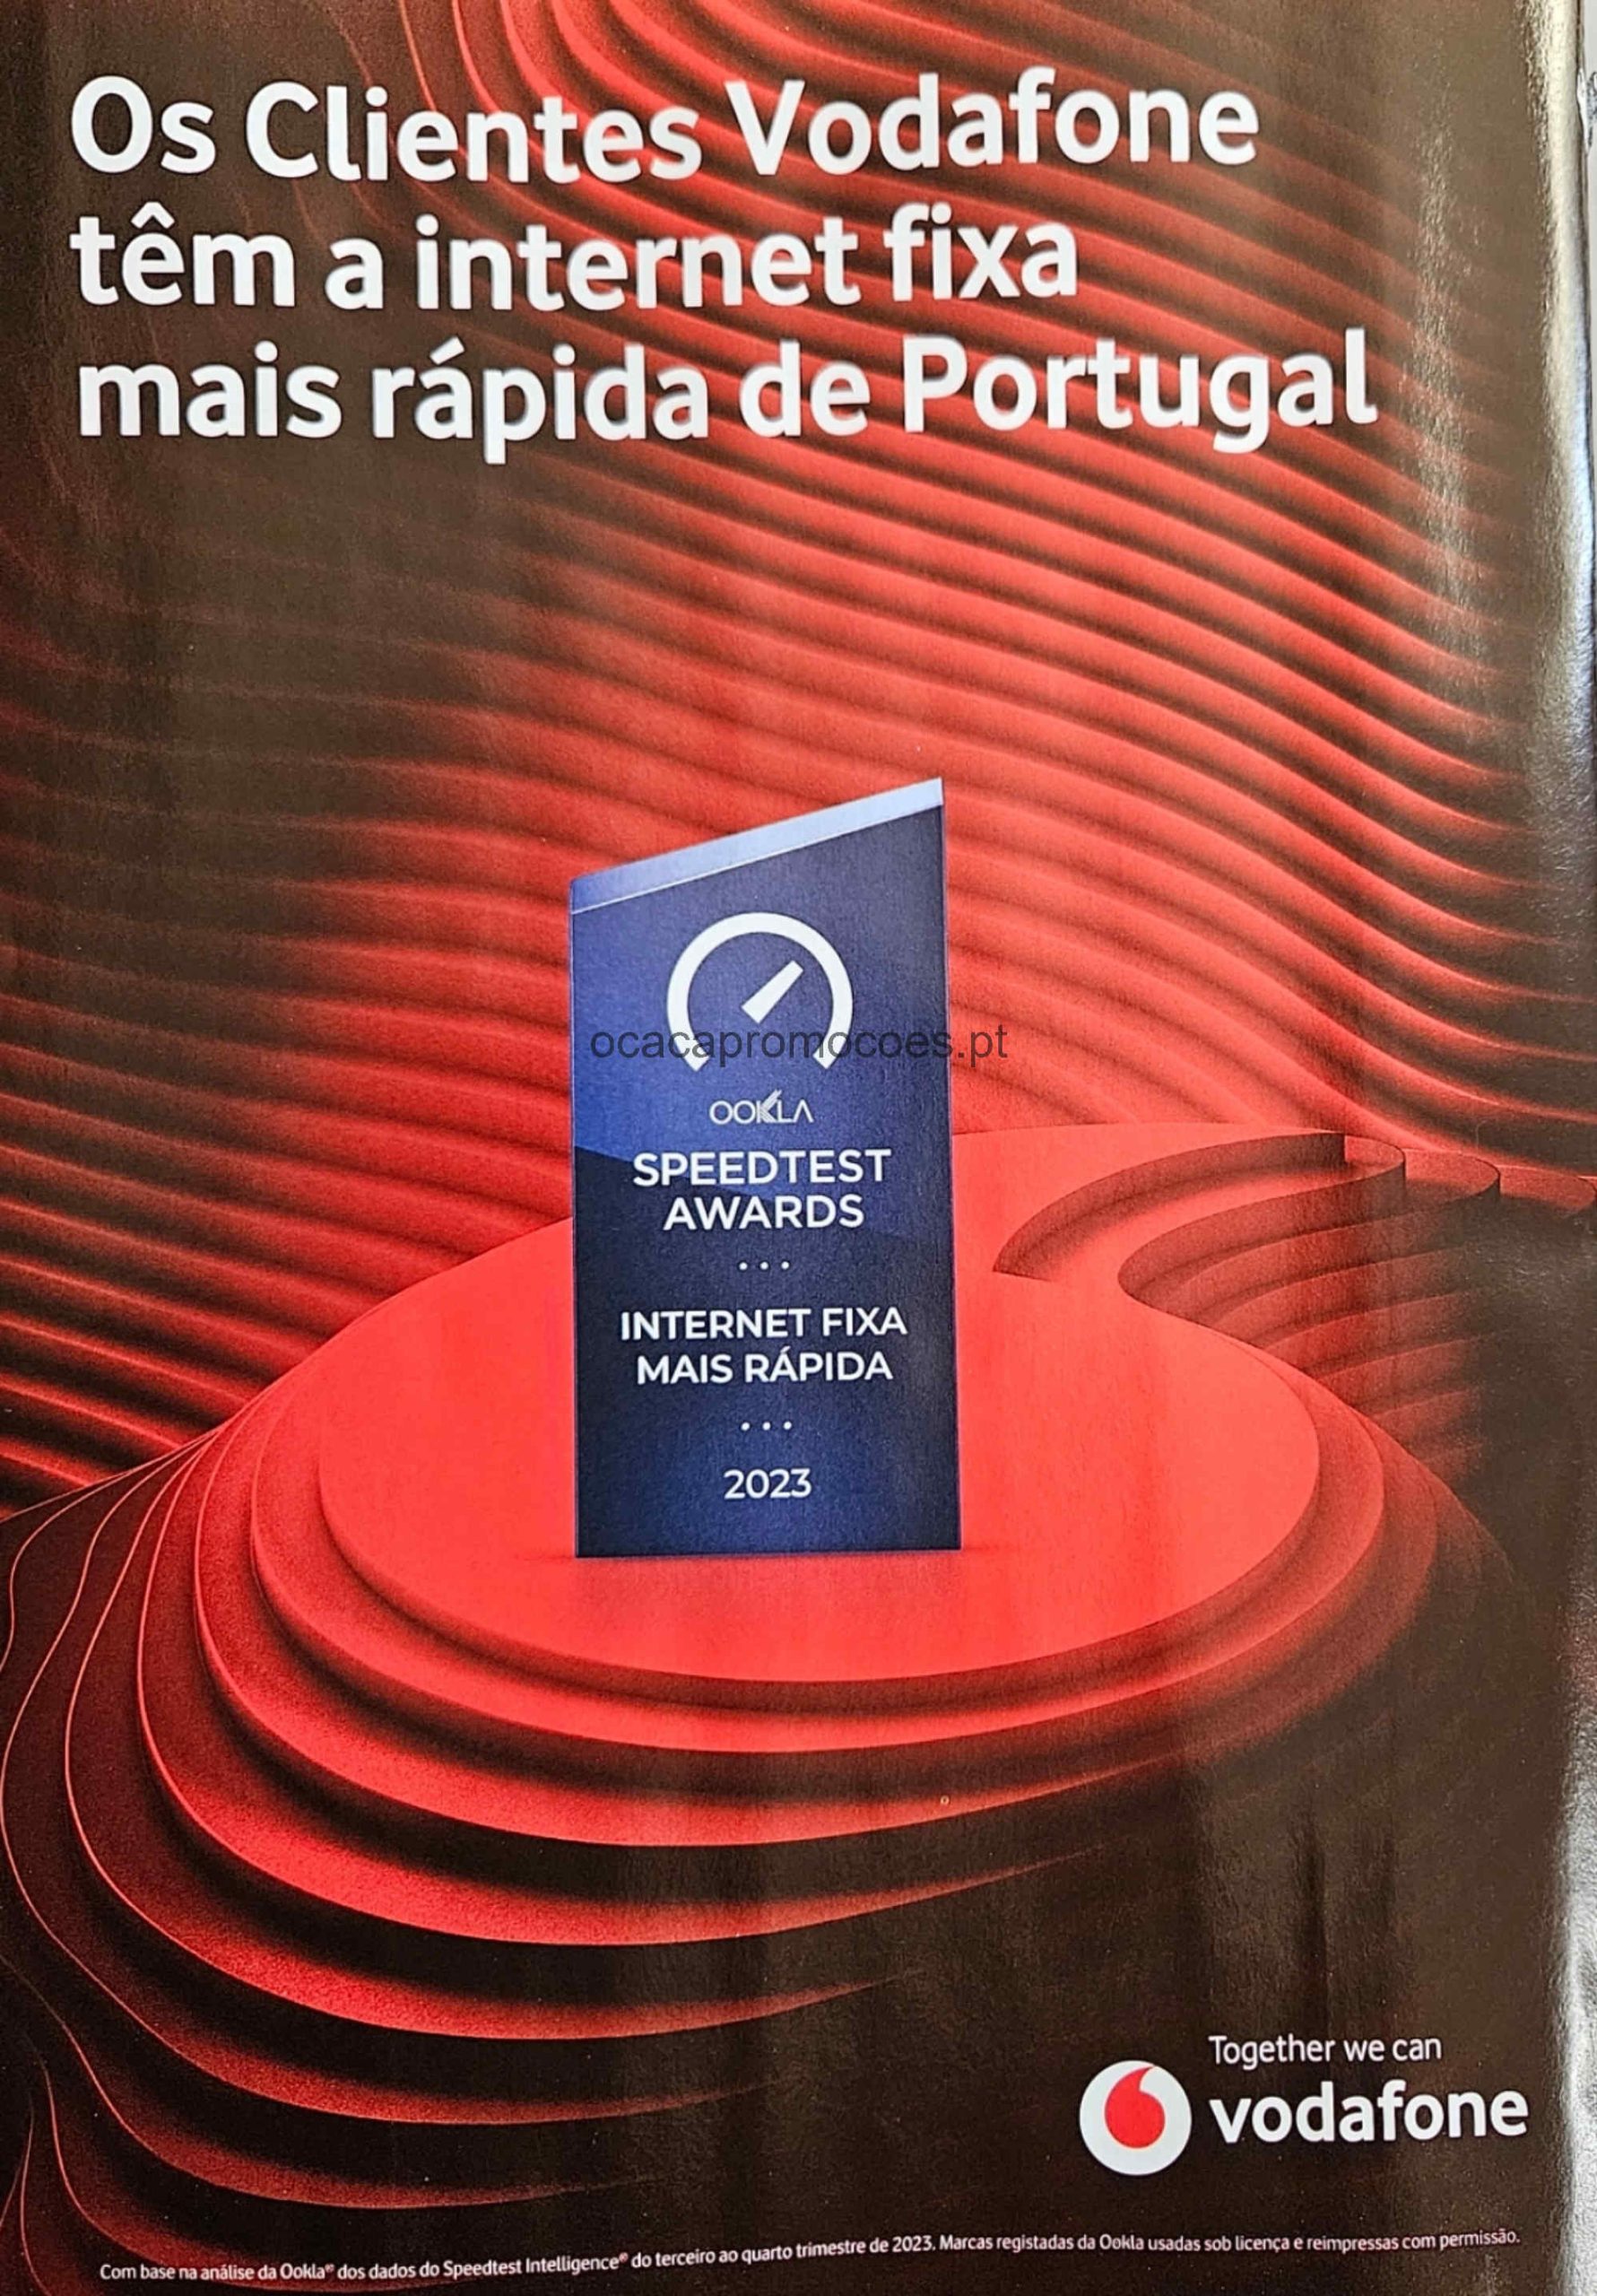 Os Clientes Vodafone
têm a internet fixa
mais rápida de Portugal
ocacapromocoes.pt
OOKLA
SPEEDTEST
AWARDS
...
INTERNET FIXA
MAIS RÁPIDA
...
2023
Together we can
vodafone
Com base na análise da Ookla® dos dados do Speedtest Intelligence® do terceiro ao quarto trimestre de 2023. Marcas registadas da Ookla usadas sob licença e reimpressas com permissão.